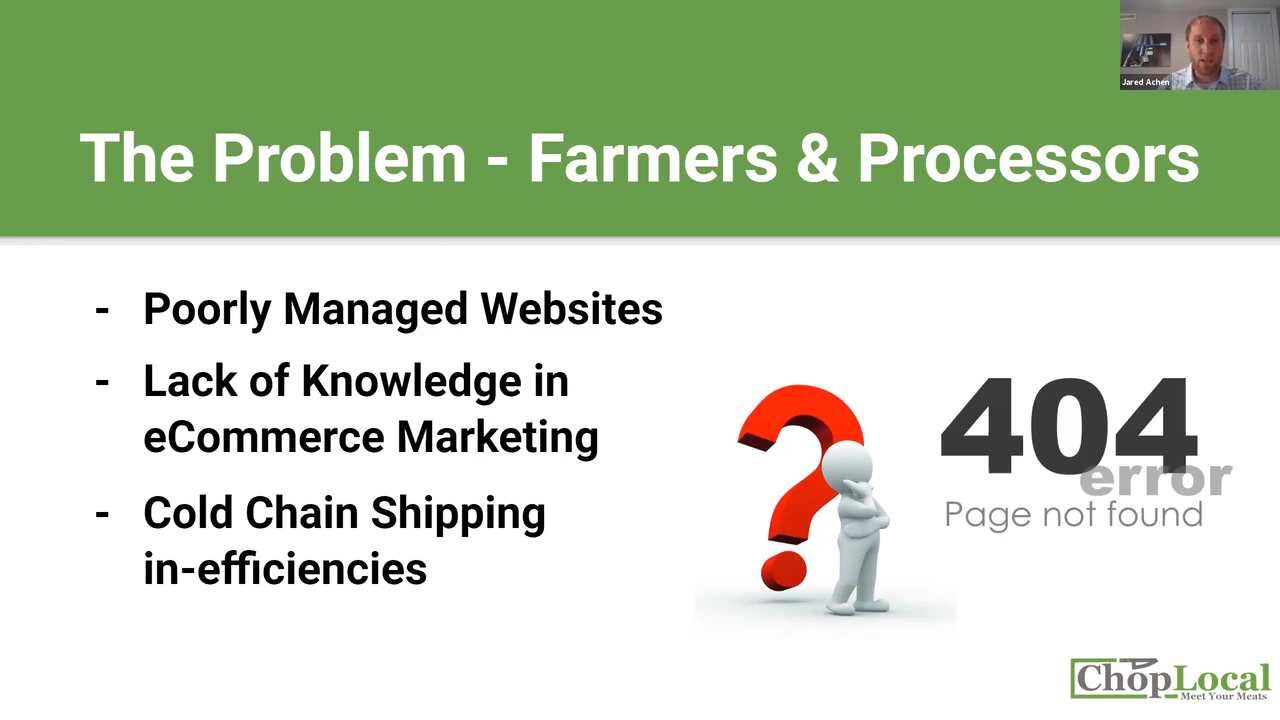 Jared Achen
The Problem - Farmers & Processors
- Poorly Managed Websites
- Lack of Knowledge in
eCommerce Marketing
- Cold Chain Shipping
in-efficiencies
404
error
Page not found
ChopLocal
Meet Your Meats